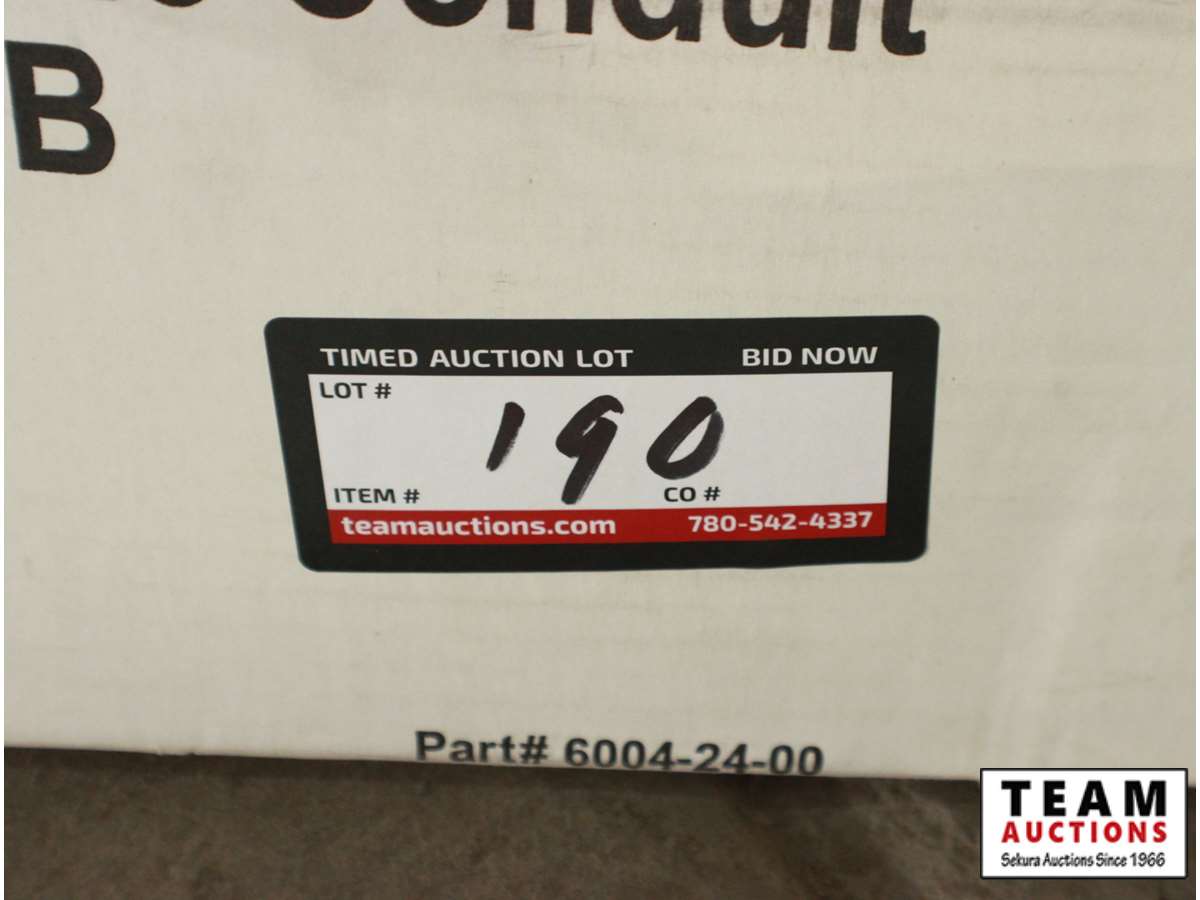 Conduit
B
TIMED AUCTION LOT BID NOW
LOT #
190
ITEM # CO #
teamauctions.com 780-542-4337
Part# 6004-24-00
TEAM
AUCTIONS
Sekura Auctions Since 1966